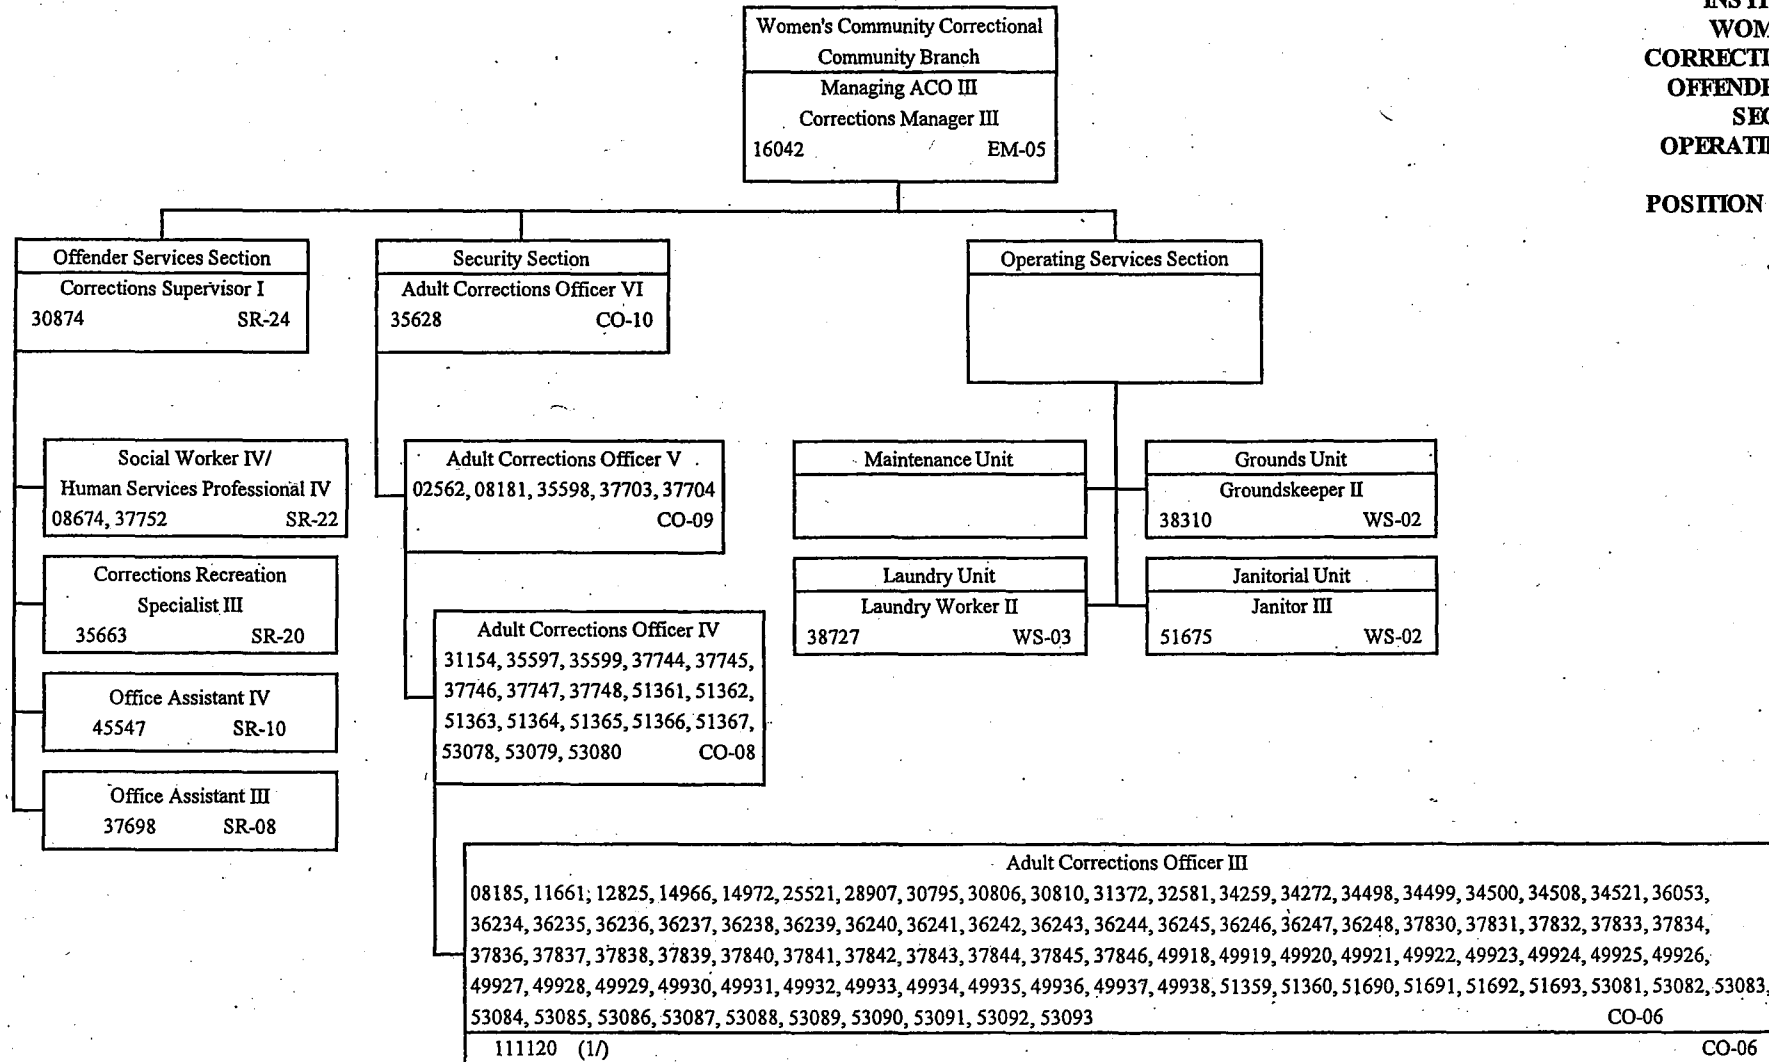 Women's Community Correctional
Community Branch
Managing ACO III
Corrections Manager III
16042 EM-05
WOM
CORRECTI
OFFENDE
SEC
OPERATI
POSITION
Offender Services Section
Corrections Supervisor I
30874 SR-24
Security Section
Adult Corrections Officer VI
35628 CO-10
Operating Services Section
Social Worker IV/
Human Services Professional IV
08674, 37752 SR-22
Corrections Recreation
Specialist III
35663 SR-20
Office Assistant IV
45547 SR-10
Office Assistant III
37698 SR-08
Adult Corrections Officer V
02562, 08181, 35598, 37703, 37704
CO-09
Adult Corrections Officer IV
31154, 35597, 35599, 37744, 37745,
37746, 37747, 37748, 51361, 51362,
51363, 51364, 51365, 51366, 51367,
53078, 53079, 53080 CO-08
Maintenance Unit
Grounds Unit
Groundskeeper II
38310 WS-02
Laundry Unit
Laundry Worker II
38727 WS-03
Janitorial Unit
Janitor III
51675 WS-02
Adult Corrections Officer III
08185, 11661; 12825, 14966, 14972, 25521, 28907, 30795, 30806, 30810, 31372, 32581, 34259, 34272, 34498, 34499, 34500, 34508, 34521, 36053,
36234, 36235, 36236, 36237, 36238, 36239, 36240, 36241, 36242, 36243, 36244, 36245, 36246, 36247, 36248, 37830, 37831, 37832, 37833, 37834,
37836, 37837, 37838, 37839, 37840, 37841, 37842, 37843, 37844, 37845, 37846, 49918, 49919, 49920, 49921, 49922, 49923, 49924, 49925, 49926,
49927, 49928, 49929, 49930, 49931, 49932, 49933, 49934, 49935, 49936, 49937, 49938, 51359, 51360, 51690, 51691, 51692, 51693, 53081, 53082, 53083,
53084, 53085, 53086, 53087, 53088, 53089, 53090, 53091, 53092, 53093 CO-06
111120 (1/) CO-06